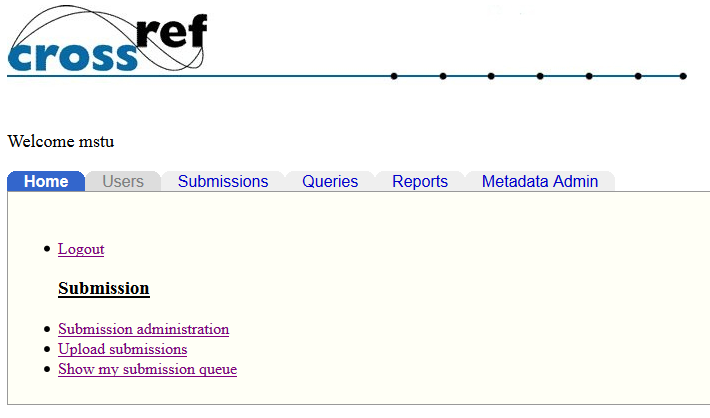 crossref
Welcome mstu
Home Users Submissions Queries Reports Metadata Admin
Logout
Submission
Submission administration
Upload submissions
Show my submission queue